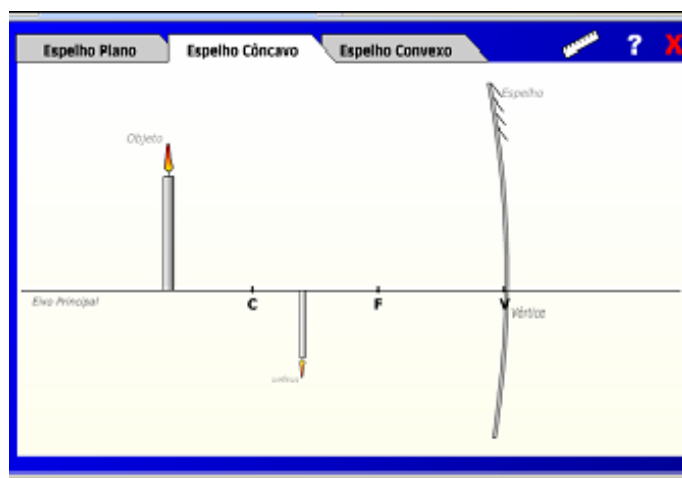 Espelho Plano
Espelho Côncavo
Espelho Convexo
?
X
Espelho
Objeto
Eixo Principal
C
F
V
Vértice